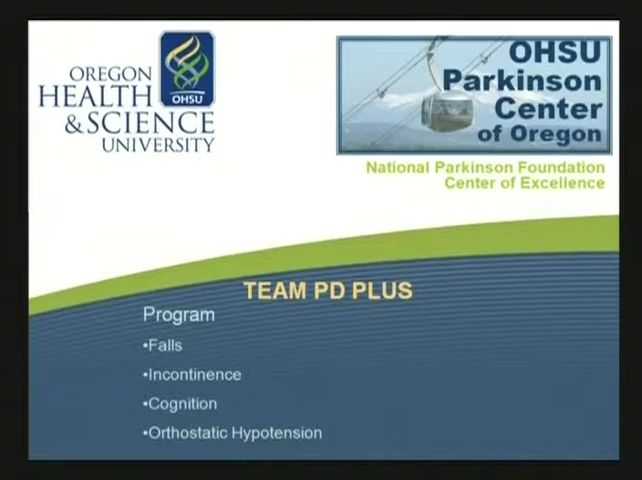 OREGON
HEALTH
& SCIENCE
UNIVERSITY
OHSU
OHSU
Parkinson
Center
of Oregon
National Parkinson Foundation
Center of Excellence
TEAM PD PLUS
Program
•Falls
•Incontinence
•Cognition
•Orthostatic Hypotension